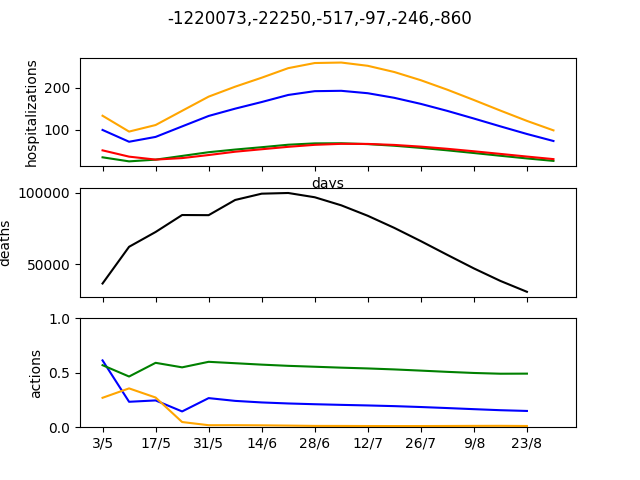 -1220073,-22250,-517,-97,-246,-860
hospitalizations
200
100
days
deaths
100000
50000
actions
1.0
0.5
0.0
3/5 17/5 31/5 14/6 28/6 12/7 26/7 9/8 23/8